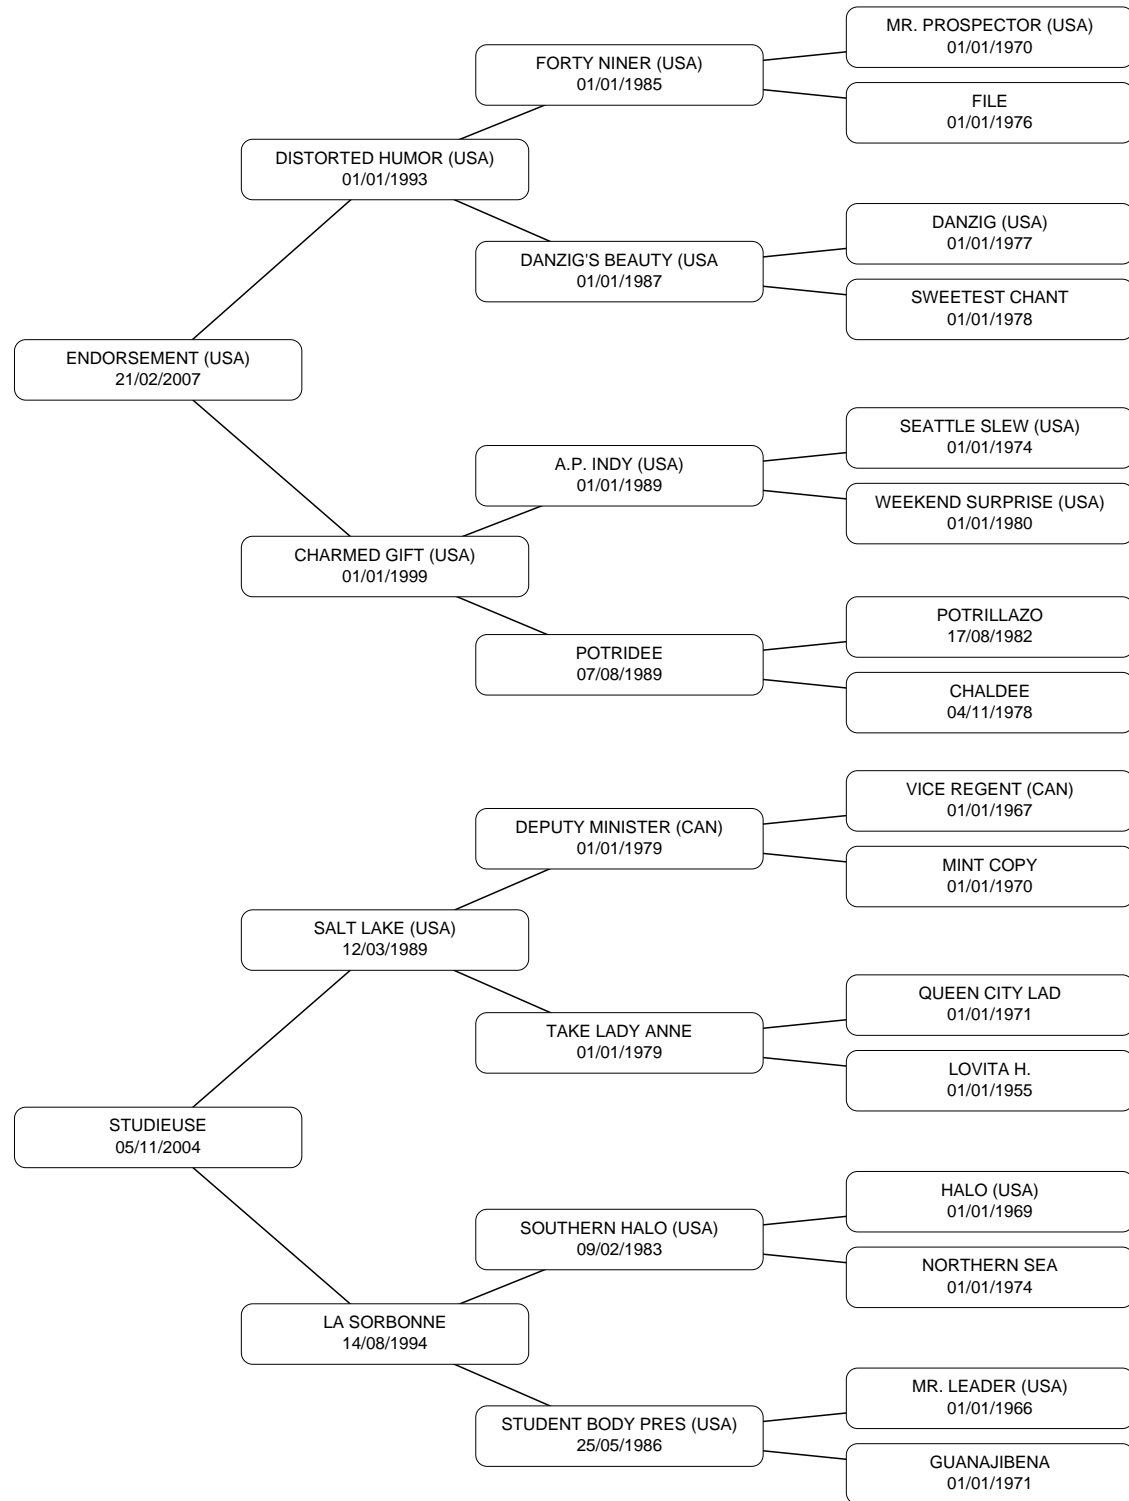 MR. PROSPECTOR (USA)
01/01/1970
FORTY NINER (USA)
01/01/1985
FILE
01/01/1976
DISTORTED HUMOR (USA)
01/01/1993
DANZIG (USA)
01/01/1977
DANZIG'S BEAUTY (USA
01/01/1987
SWEETEST CHANT
01/01/1978
ENDORSEMENT (USA)
21/02/2007
SEATTLE SLEW (USA)
01/01/1974
A.P. INDY (USA)
01/01/1989
WEEKEND SURPRISE (USA)
01/01/1980
CHARMED GIFT (USA)
01/01/1999
POTRILLAZO
17/08/1982
POTRIDEE
07/08/1989
CHALDEE
04/11/1978
VICE REGENT (CAN)
01/01/1967
DEPUTY MINISTER (CAN)
01/01/1979
MINT COPY
01/01/1970
SALT LAKE (USA)
12/03/1989
QUEEN CITY LAD
01/01/1971
TAKE LADY ANNE
01/01/1979
LOVITA H.
01/01/1955
STUDIEUSE
05/11/2004
HALO (USA)
01/01/1969
SOUTHERN HALO (USA)
09/02/1983
NORTHERN SEA
01/01/1974
LA SORBONNE
14/08/1994
MR. LEADER (USA)
01/01/1966
STUDENT BODY PRES (USA)
25/05/1986
GUANAJIBENA
01/01/1971